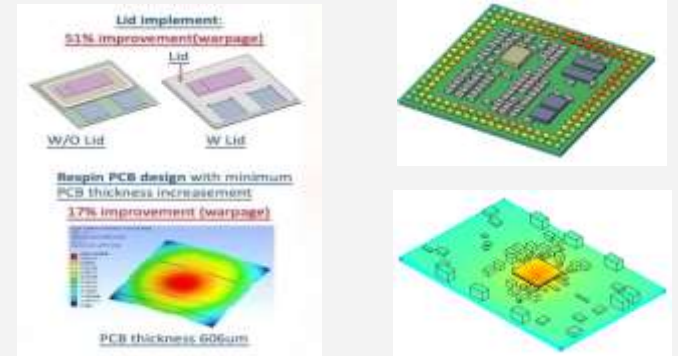 Lid implement:
51% improvement(warpage)
Lid
W/O Lid
W Lid
Respin PCB design with minimum
PCB thickness increasement
17% improvement (warpage)
PCB thickness 606um